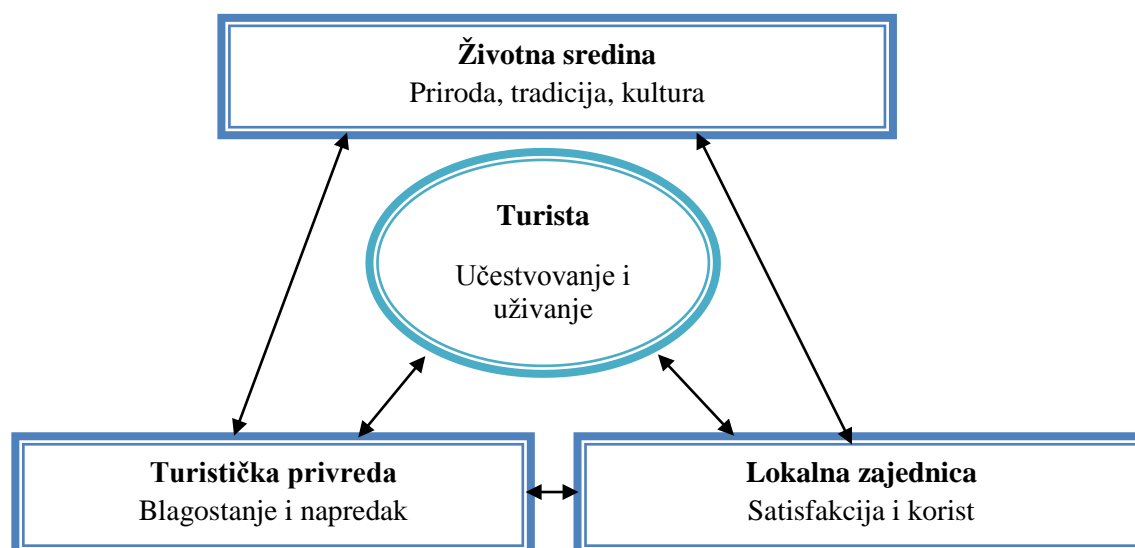 Životna sredina
Priroda, tradicija, kultura
Turista
Učestvovanje i
uživanje
Turistička privreda
Blagostanje i napredak
Lokalna zajednica
Satisfakcija i korist